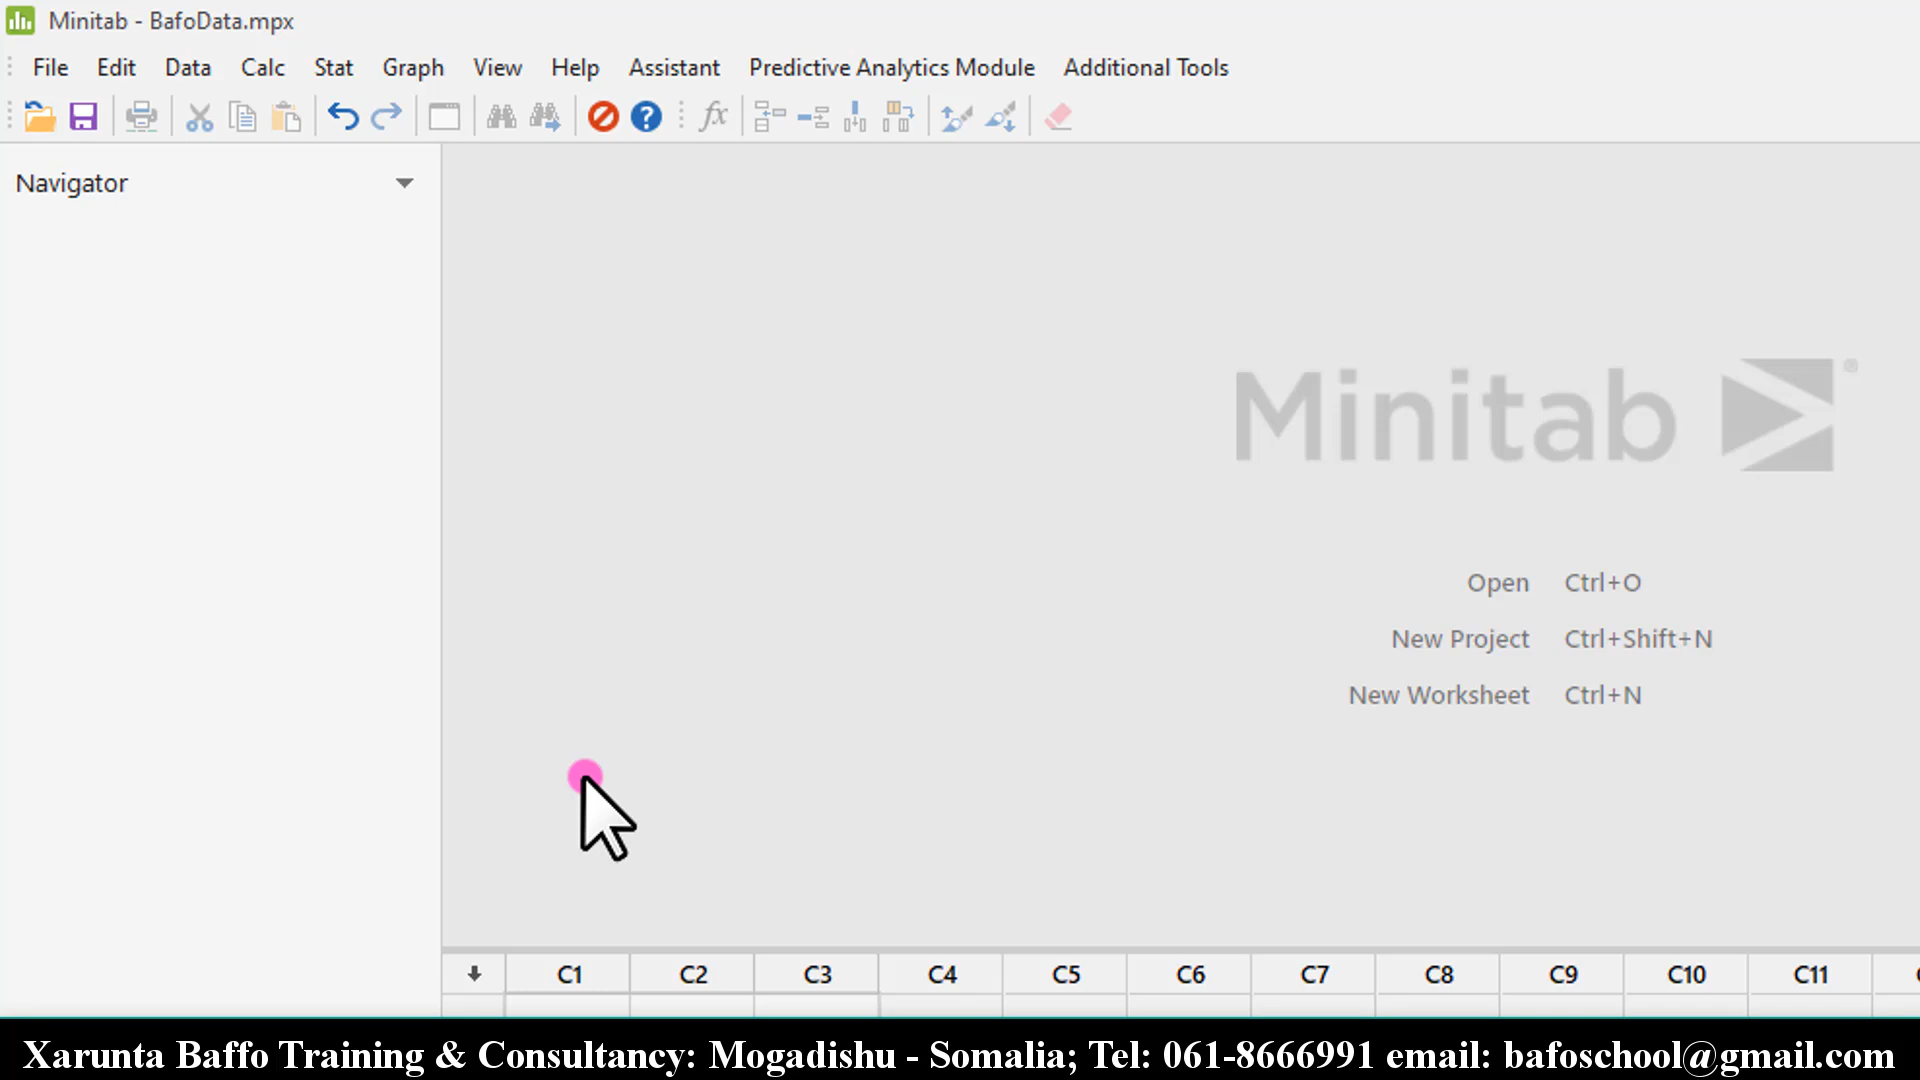 Minitab - BafoData.mpx
File Edit Data Calc Stat Graph View Help Assistant Predictive Analytics Module Additional Tools
fx
Navigator
Minitab ®
Open Ctrl+O
New Project Ctrl+Shift+N
New Worksheet Ctrl+N
C1 C2 C3 C4 C5 C6 C7 C8 C9 C10 C11
Xarunta Baffo Training & Consultancy: Mogadishu - Somalia; Tel: 061-8666991 email: bafoschool@gmail.com